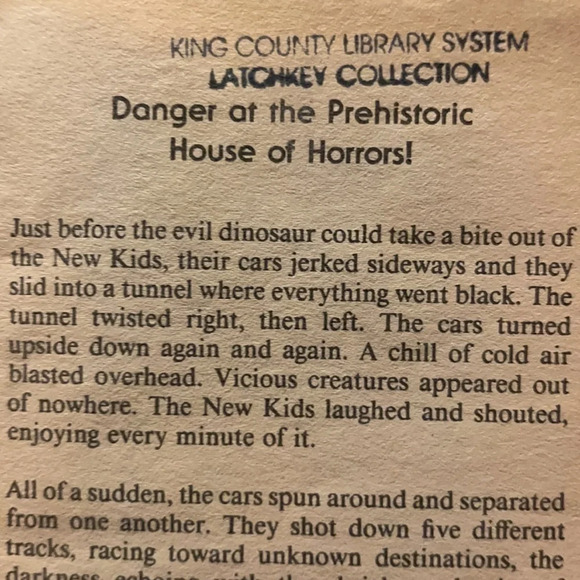 KING COUNTY LIBRARY SYSTEM
LATCHKEY COLLECTION
Danger at the Prehistoric
House of Horrors!
Just before the evil dinosaur could take a bite out of
the New Kids, their cars jerked sideways and they
slid into a tunnel where everything went black. The
tunnel twisted right, then left. The cars turned
upside down again and again. A chill of cold air
blasted overhead. Vicious creatures appeared out
of nowhere. The New Kids laughed and shouted,
enjoying every minute of it.
All of a sudden, the cars spun around and separated
from one another. They shot down five different
tracks, racing toward unknown destinations, the
darkness echoing with the